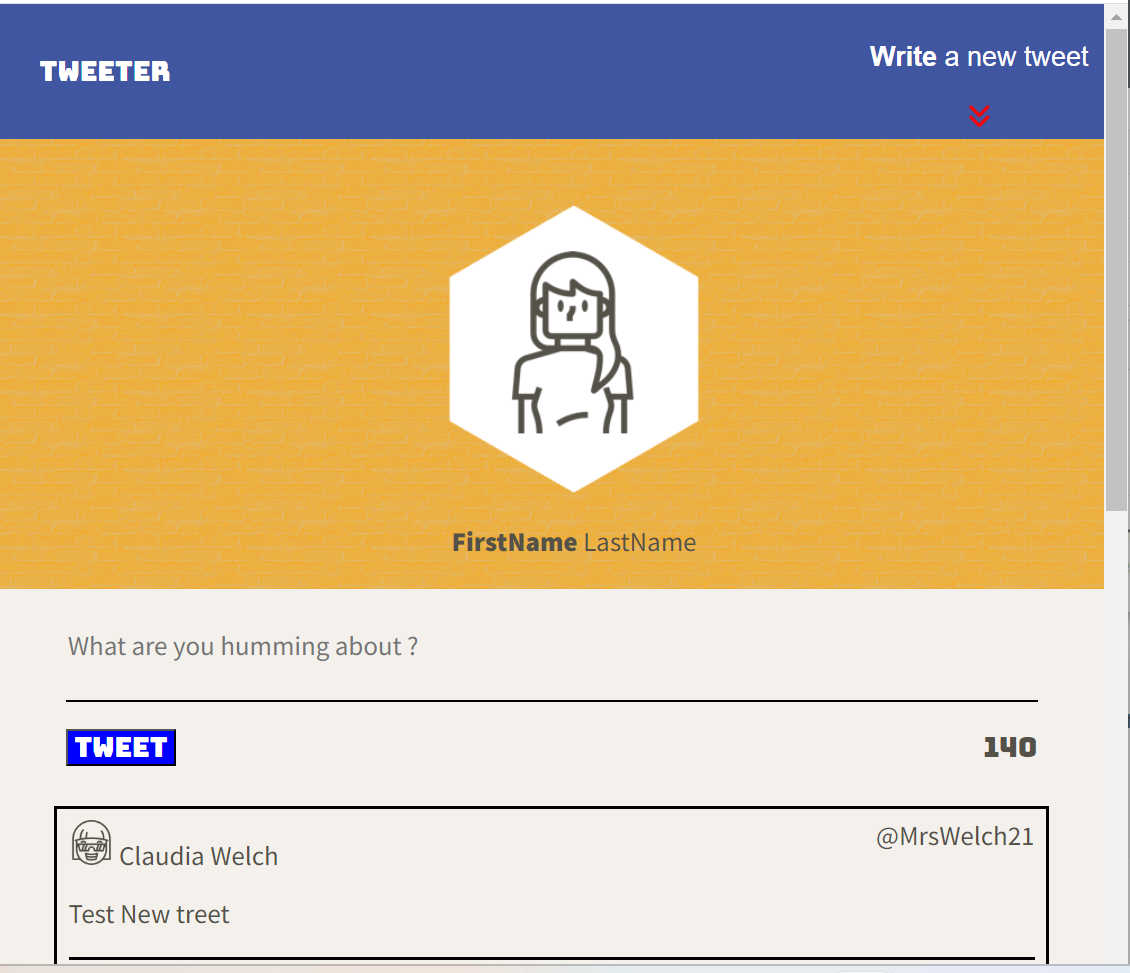 TWEETER
Write a new tweet
FirstName LastName
What are you humming about ?
TWEET
140
Claudia Welch
@MrsWelch21
Test New treet